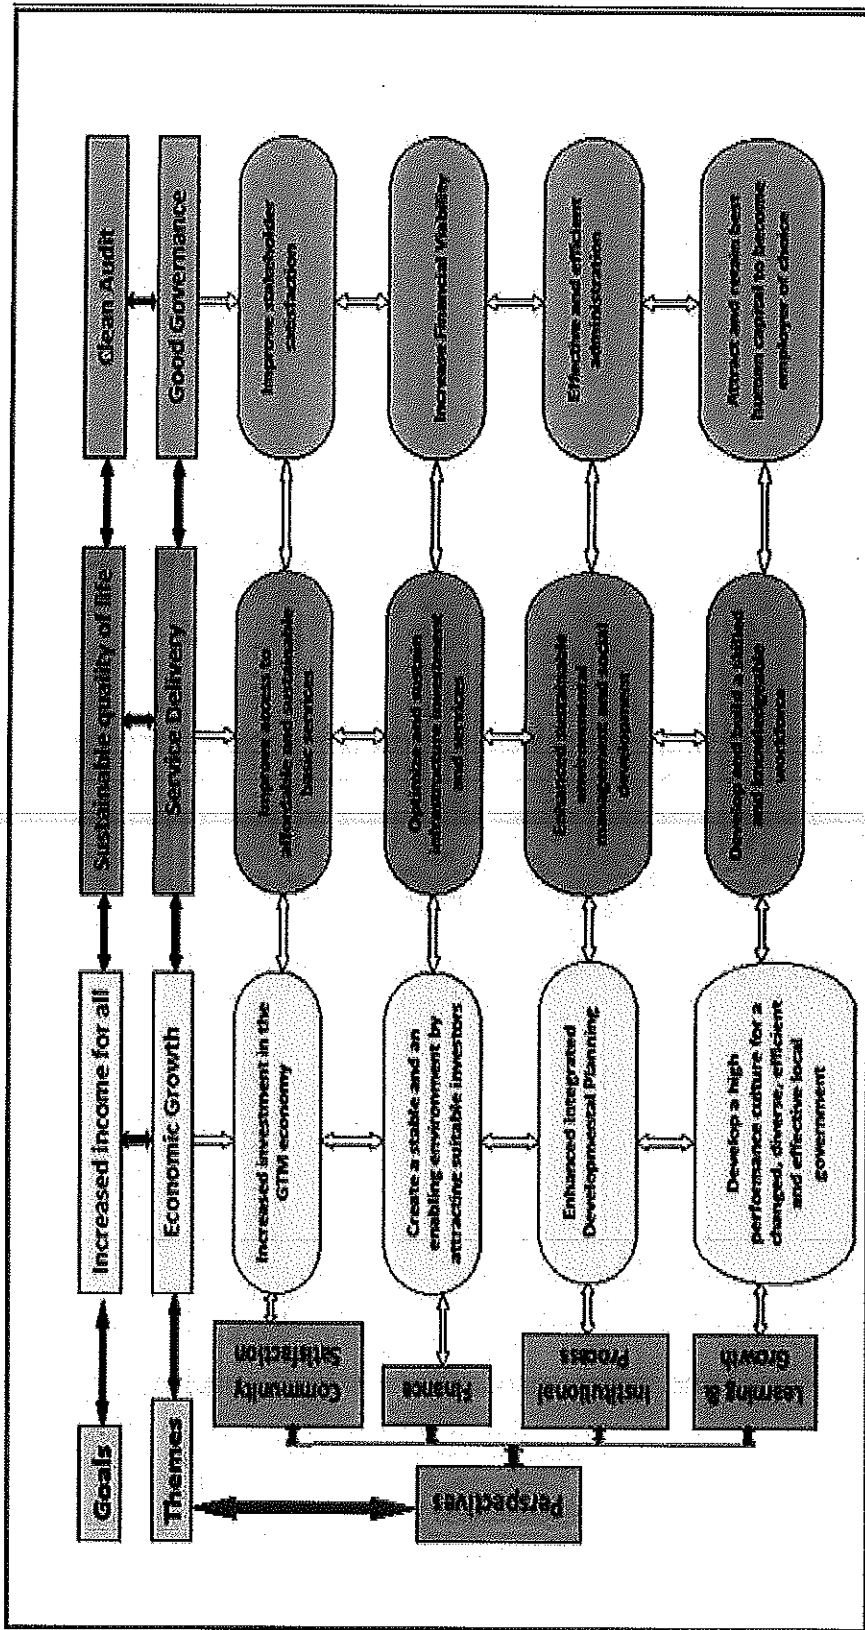 Goals
Increased income for all
Sustainable quality of life
Clean Audit
Themes
Economic Growth
Service Delivery
Good Governance
Perspectives
Community
Satisfaction
Increased investment in the
GTM economy
Improve access to
affordable and sustainable
basic services
Improve stakeholder
satisfaction
Finance
Create a stable and an
enabling environment by
attracting suitable investors
Optimize and sustain
infrastructure investment
and services
Increase Financial Viability
Institutional
Process
Enhanced Integrated
Developmental Planning
Enhanced sustainable
environmental
management and social
development
Effective and efficient
administration
Learning &
Growth
Develop a high
performance culture for a
changed, diverse, efficient
and effective local
government
Develop and build a skilled
and knowledgeable
workforce
Attract and retain best
human capital to become
employer of choice